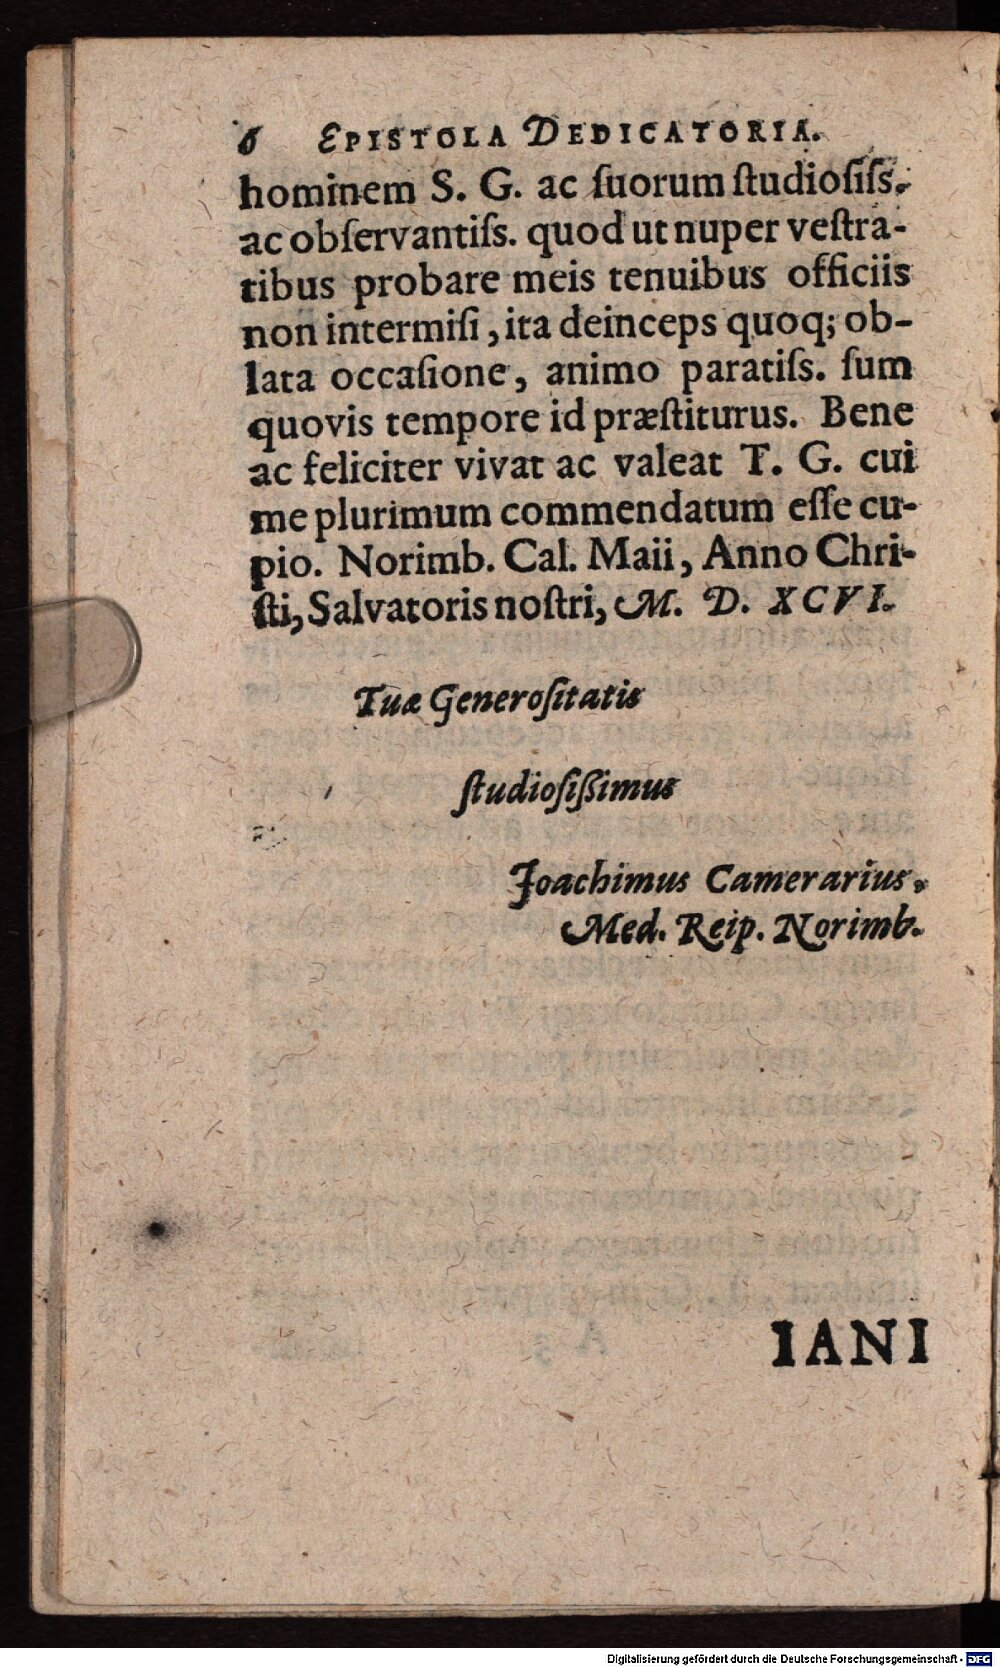 6 EPISTOLA DEDICATORIA.
hominem S. G. ac ſuorum ſtudioſiſs.
ac obſervantiſs. quod ut nuper veſtra-
tibus probare meis tenuibus officiis
non intermiſi, ita deinceps quoq; ob-
lata occaſione, animo paratiſs. ſum
quovis tempore id præſtiturus. Bene
ac feliciter vivat ac valeat T. G. cui
me plurimum commendatum eſſe cu-
pio. Norimb. Cal. Maii, Anno Chri-
ſti, Salvatoris noſtri, M. D. XCVI.
Tuæ Generoſitatis
ſtudioſiſſimus
Joachimus Camerarius.
Med. Reip. Norimb.
IANI
Digitalisierung gefördert durch die Deutsche Forschungsgemeinschaft - DFG